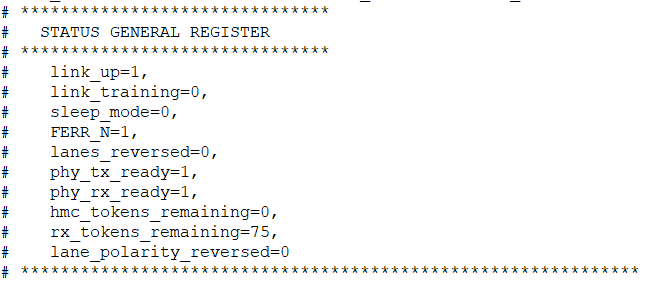 # *******************************
#   STATUS GENERAL REGISTER
# *******************************
#    link_up=1,
#    link_training=0,
#    sleep_mode=0,
#    FERR_N=1,
#    lanes_reversed=0,
#    phy_tx_ready=1,
#    phy_rx_ready=1,
#    hmc_tokens_remaining=0,
#    rx_tokens_remaining=75,
#    lane_polarity_reversed=0
# **************************************************************